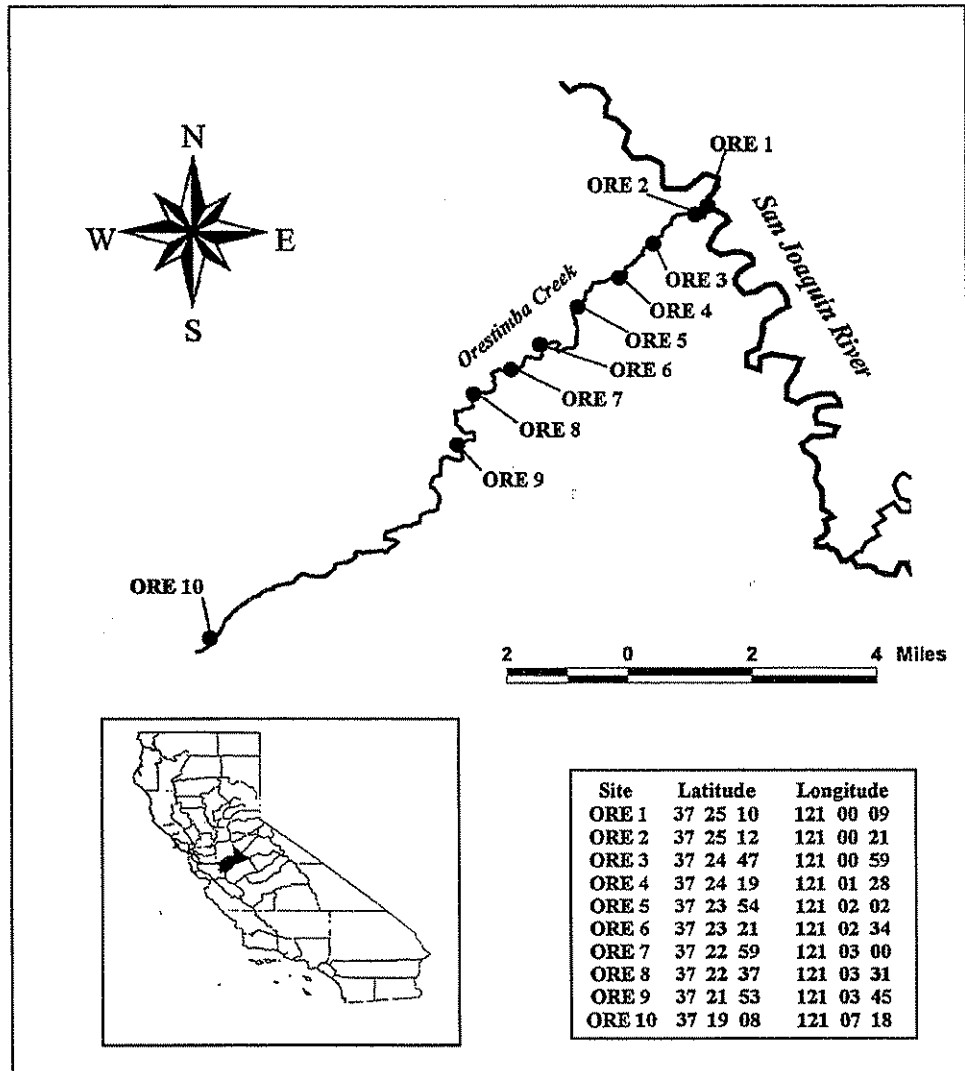 N
W E
S
ORE 1
ORE 2
San Joaquin River
ORE 3
Orestimba Creek
ORE 4
ORE 5
ORE 6
ORE 7
ORE 8
ORE 9
ORE 10
2 0 2 4 Miles
Site Latitude Longitude
ORE 1 37 25 10 121 00 09
ORE 2 37 25 12 121 00 21
ORE 3 37 24 47 121 00 59
ORE 4 37 24 19 121 01 28
ORE 5 37 23 54 121 02 02
ORE 6 37 23 21 121 02 34
ORE 7 37 22 59 121 03 00
ORE 8 37 22 37 121 03 31
ORE 9 37 21 53 121 03 45
ORE 10 37 19 08 121 07 18